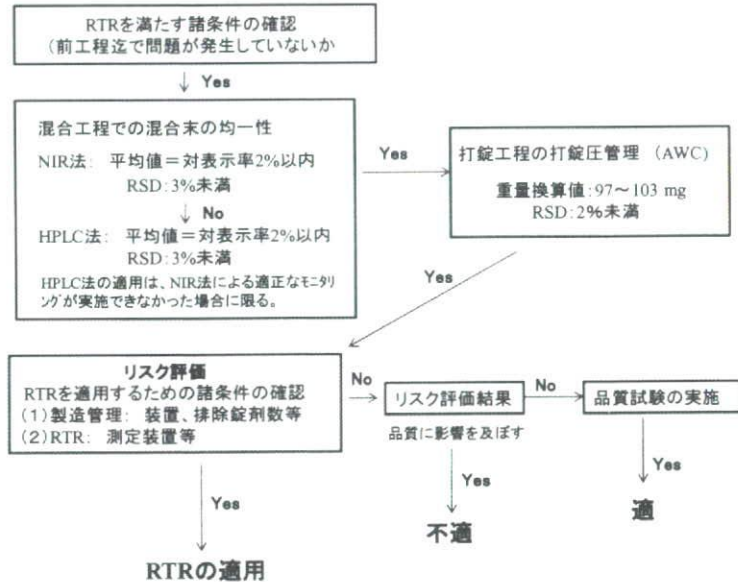 RTRを満たす諸条件の確認
(前工程迄で問題が発生していないか
Yes
混合工程での混合末の均一性
NIR法: 平均値=対表示率2%以内
RSD:3%未満
No
HPLC法: 平均値=対表示率2%以内
RSD:3%未満
HPLC法の適用は、NIR法による適正なモニタリ
ングが実施できなかった場合に限る。
Yes
打錠工程の打錠圧管理 (AWC)
重量換算値:97~103 mg
RSD:2%未満
Yes
リスク評価
RTRを適用するための諸条件の確認
(1)製造管理: 装置、排除錠剤数等
(2)RTR: 測定装置等
No
リスク評価結果
品質に影響を及ぼす
No
品質試験の実施
Yes
RTRの適用
Yes
不適
Yes
適